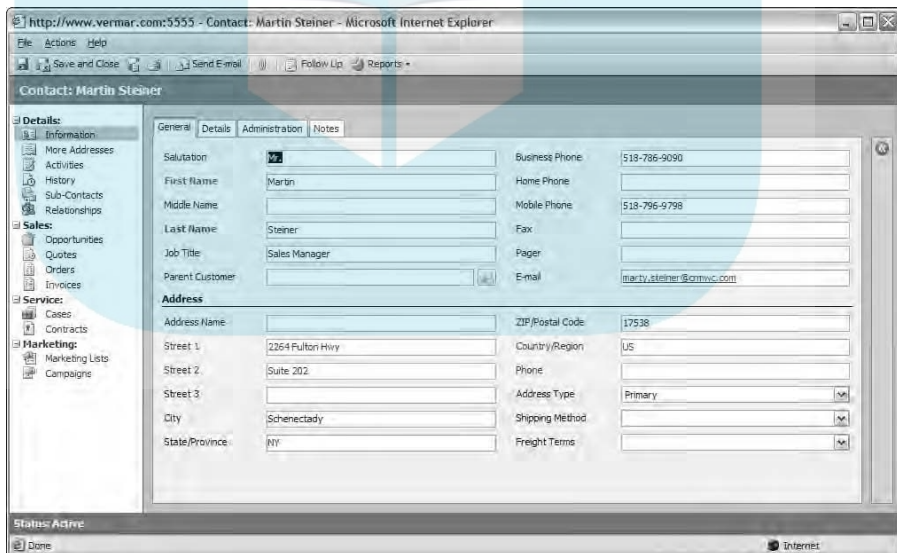 http://www.vermar.com:5555 - Contact: Martin Steiner - Microsoft Internet Explorer
File Actions Help
Save and Close Send E-mail Follow Up Reports
Contact: Martin Steiner
Details:
Information
More Addresses
Activities
History
Sub-Contacts
Relationships
Sales:
Opportunities
Quotes
Orders
Invoices
Service:
Cases
Contracts
Marketing:
Marketing Lists
Campaigns
General Details Administration Notes
Salutation Mr.
First Name Martin
Middle Name
Last Name Steiner
Job Title Sales Manager
Parent Customer
Business Phone 518-786-9090
Home Phone
Mobile Phone 518-796-9798
Fax
Pager
E-mail marty.steiner@crmwc.com
Address
Address Name
Street 1 2264 Fulton Hwy
Street 2 Suite 202
Street 3
City Schenectady
State/Province NY
ZIP/Postal Code 17538
Country/Region US
Phone
Address Type Primary
Shipping Method
Freight Terms
Status: Active
Done Internet